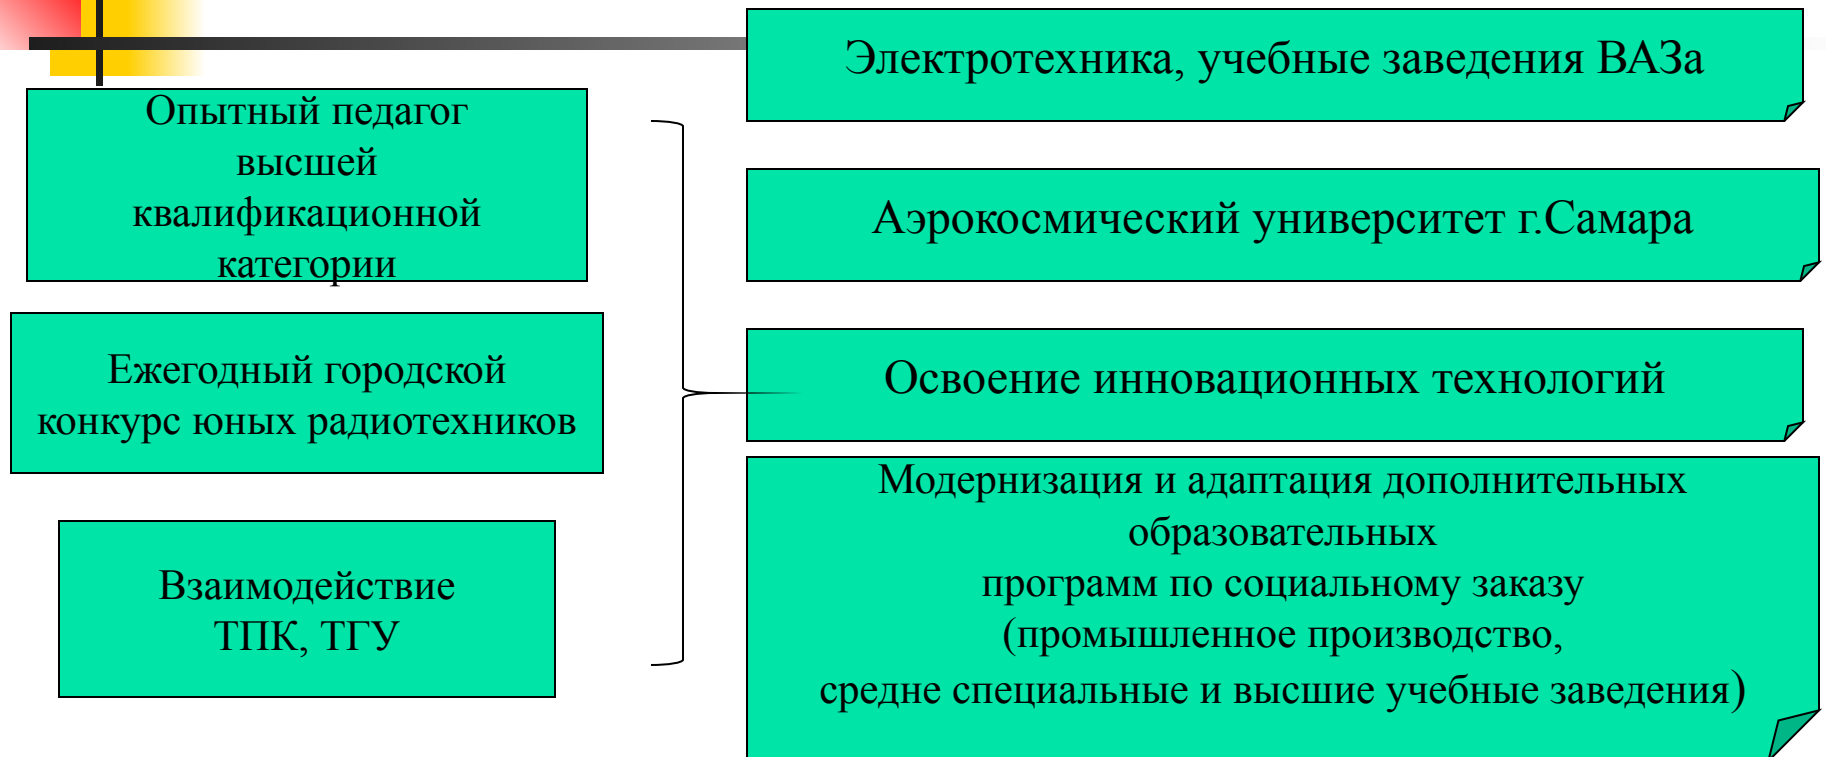 Опытный педагог
высшей
квалификационной
категории
Ежегодный городской
конкурс юных радиотехников
Взаимодействие
ТПК, ТГУ
Электротехника, учебные заведения ВАЗа
Аэрокосмический университет г.Самара
Освоение инновационных технологий
Модернизация и адаптация дополнительных
образовательных
программ по социальному заказу
(промышленное производство,
средне специальные и высшие учебные заведения)